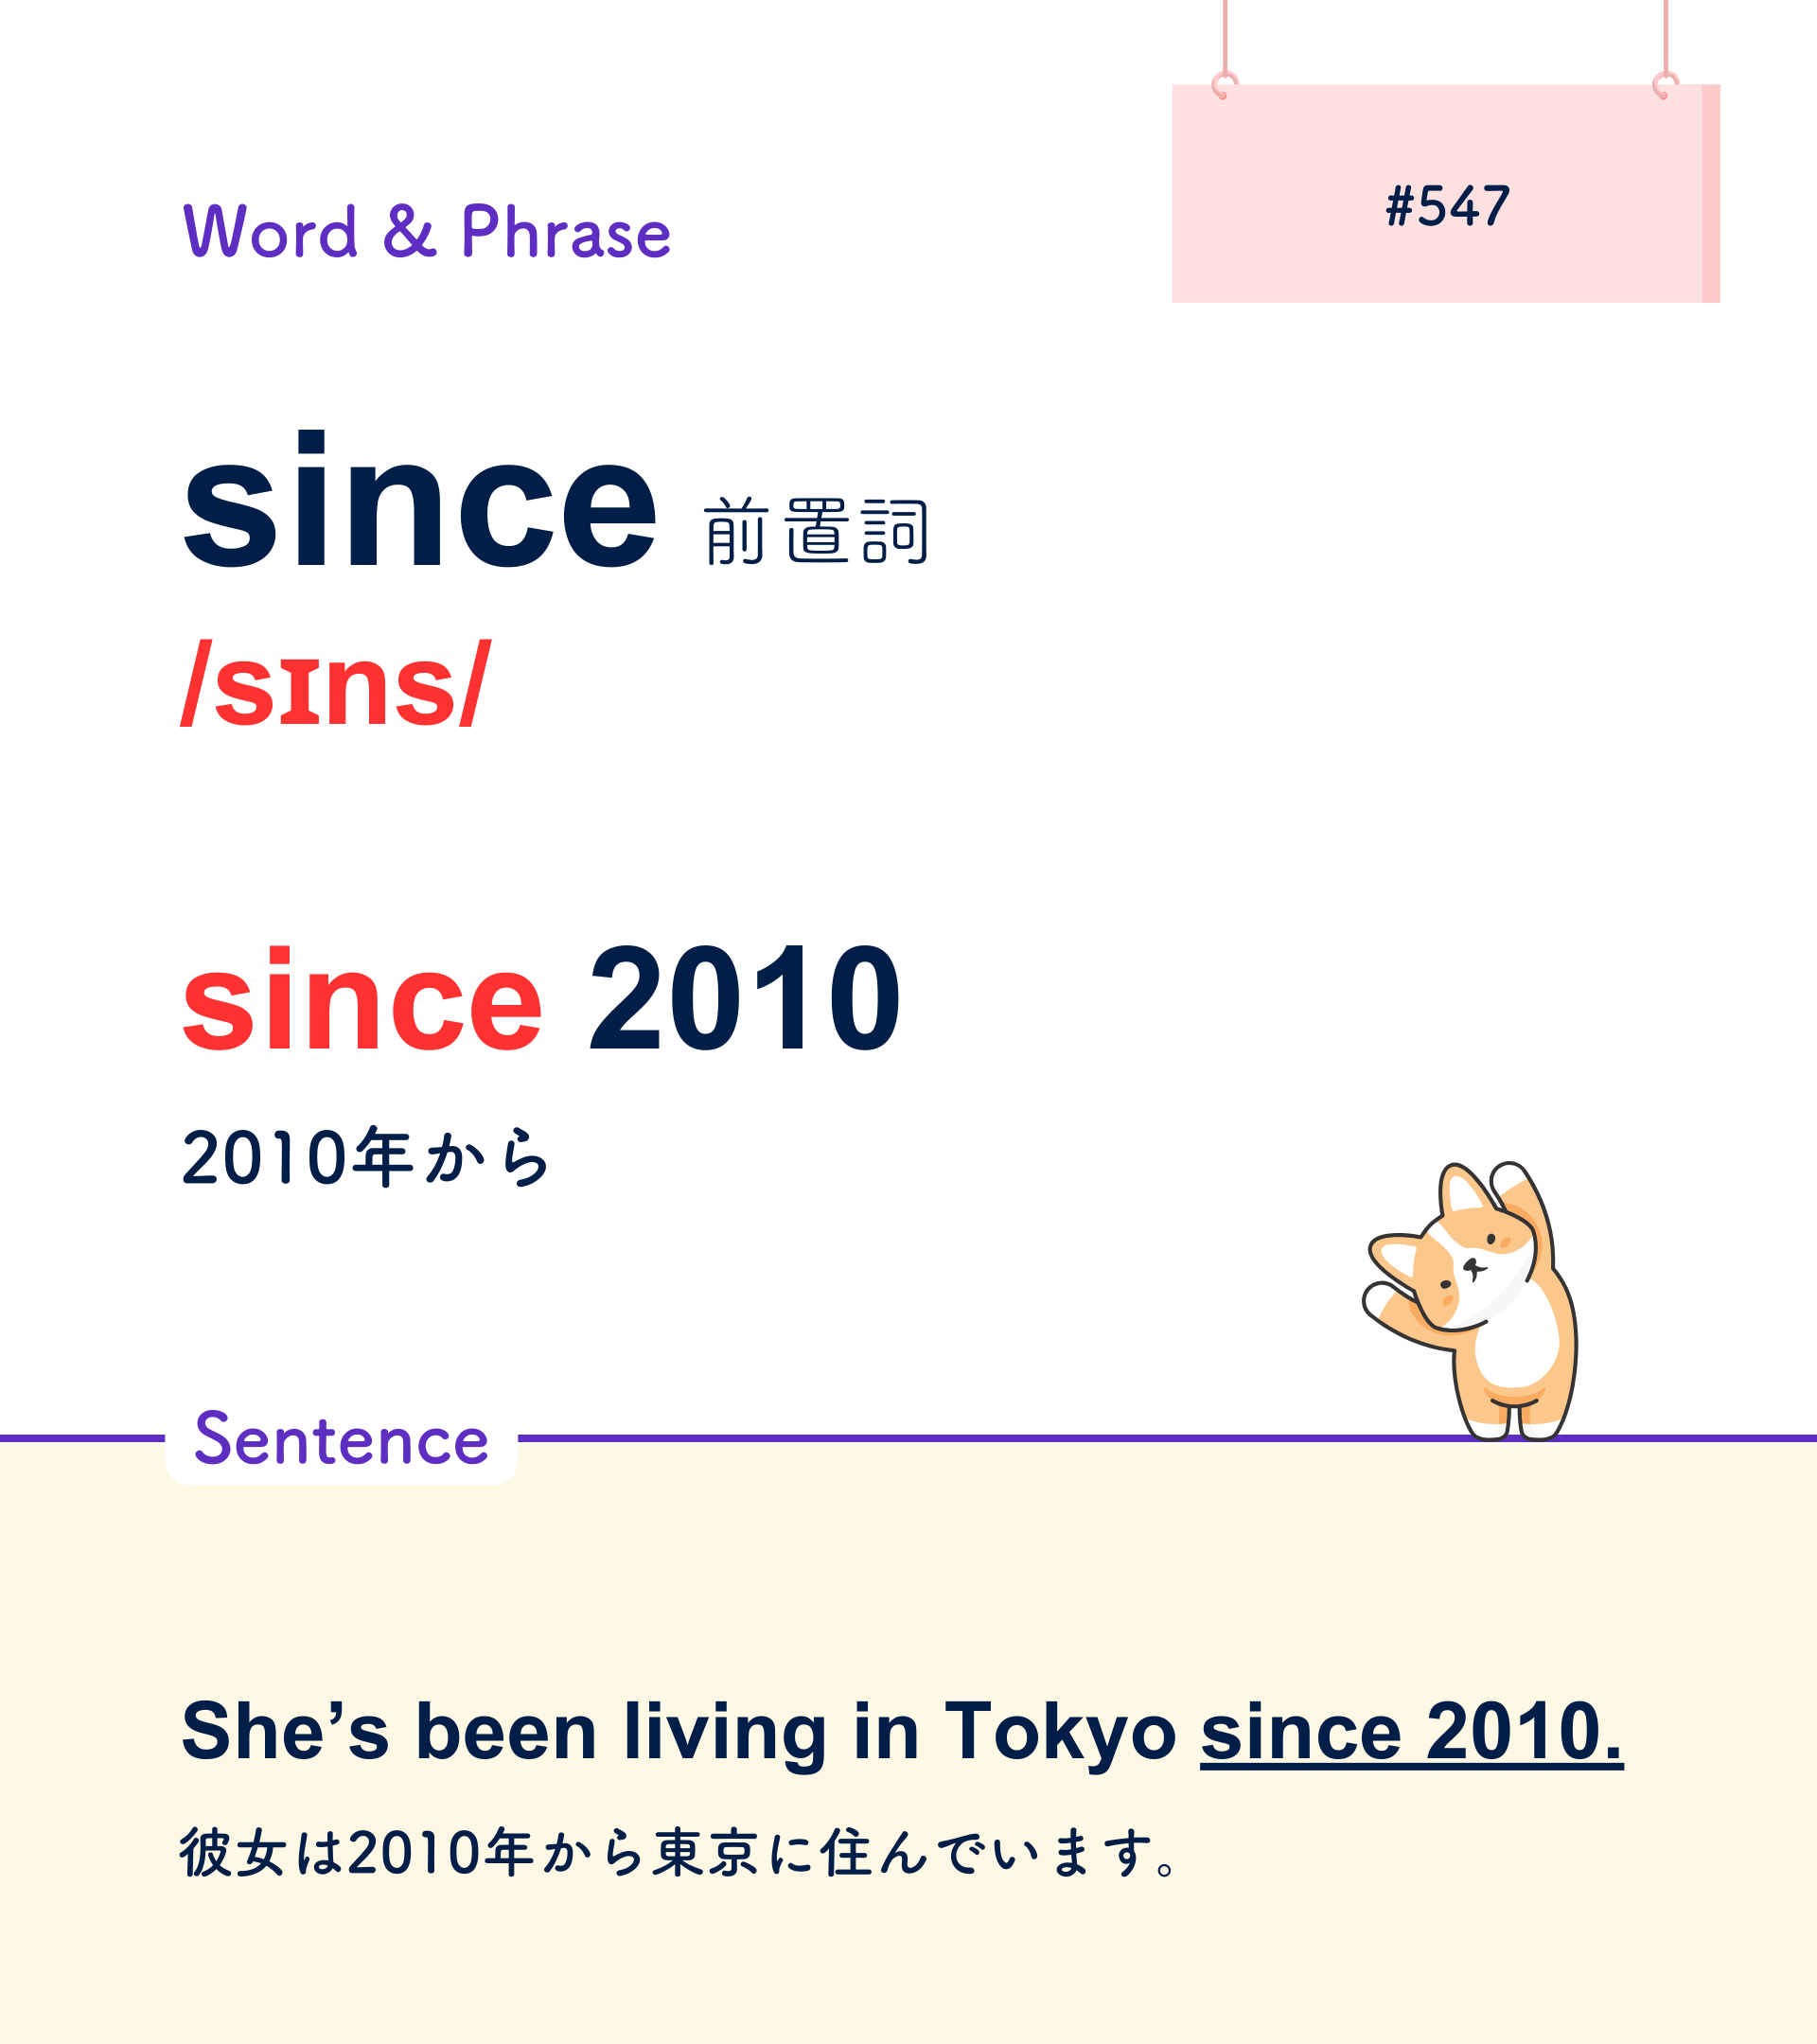 #547
Word & Phrase
since 前置詞
/sɪns/
since 2010
2010年から
Sentence
She’s been living in Tokyo since 2010.
彼女は2010年から東京に住んでいます。